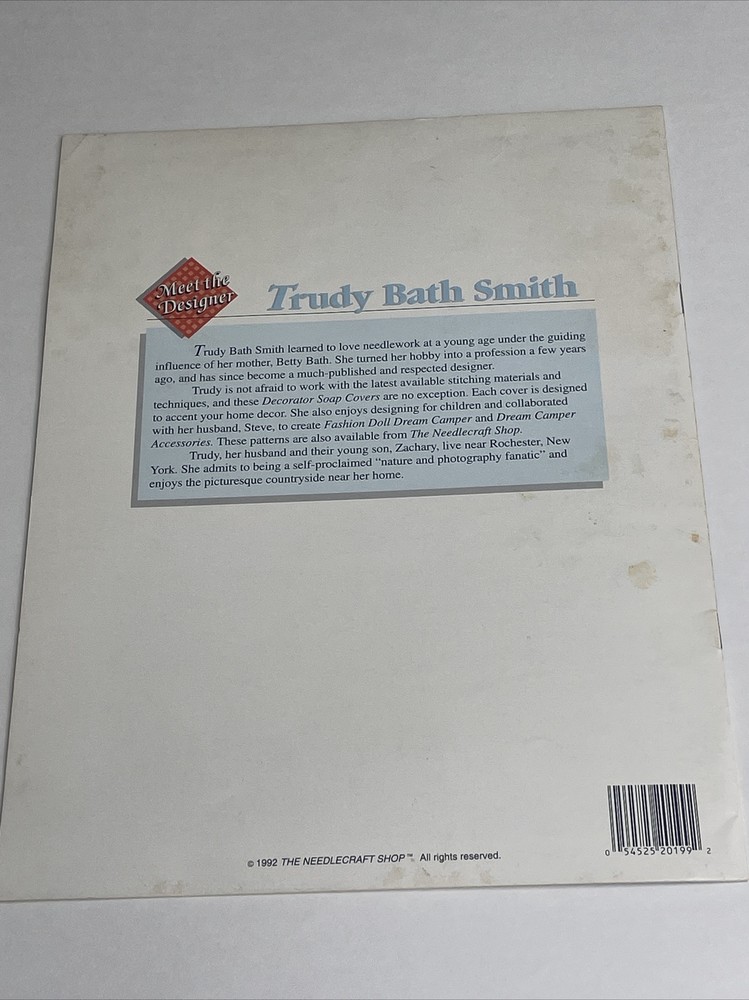 Meet the
Designer
Trudy Bath Smith
Trudy Bath Smith learned to love needlework at a young age under the guiding
influence of her mother, Betty Bath. She turned her hobby into a profession a few years
ago, and has since become a much-published and respected designer.
Trudy is not afraid to work with the latest available stitching materials and
techniques, and these Decorator Soap Covers are no exception. Each cover is designed
to accent your home decor. She also enjoys designing for children and collaborated
with her husband, Steve, to create Fashion Doll Dream Camper and Dream Camper
Accessories. These patterns are also available from The Needlecraft Shop.
Trudy, her husband and their young son, Zachary, live near Rochester, New
York. She admits to being a self-proclaimed "nature and photography fanatic" and
enjoys the picturesque countryside near her home.
© 1992 THE NEEDLECRAFT SHOP™. All rights reserved.
0 54525 20199 2